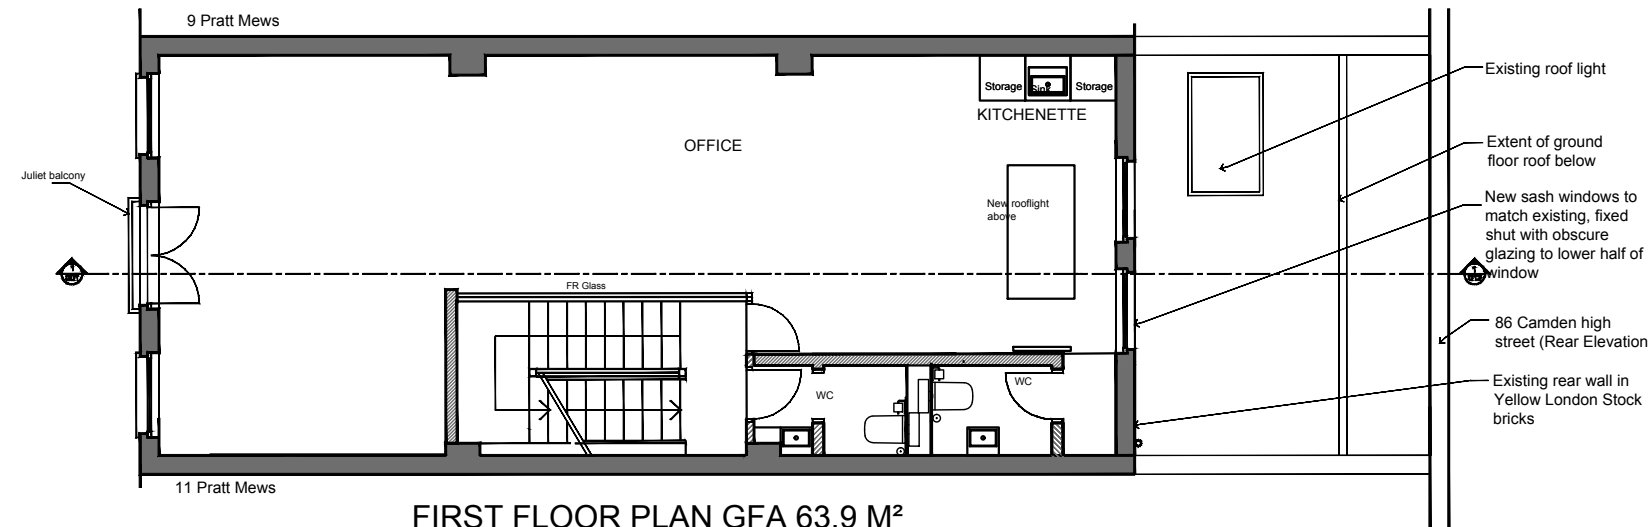 9 Pratt Mews
Existing roof light
Storage
Sink
Storage
KITCHENETTE
OFFICE
Extent of ground
floor roof below
Juliet balcony
New rooflight
above
New sash windows to
match existing, fixed
shut with obscure
glazing to lower half of
window
FR Glass
86 Camden high
street (Rear Elevation
WC
WC
Existing rear wall in
Yellow London Stock
bricks
11 Pratt Mews
FIRST FLOOR PLAN GFA 63.9 M²